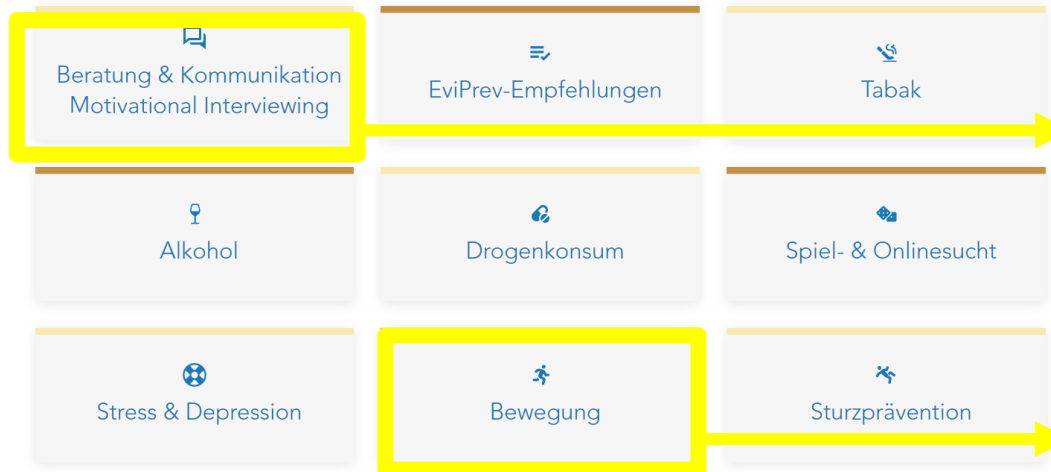 Beratung & Kommunikation
Motivational Interviewing
EviPrev-Empfehlungen
Tabak
Alkohol
Drogenkonsum
Spiel- & Onlinesucht
Stress & Depression
Bewegung
Sturzprävention